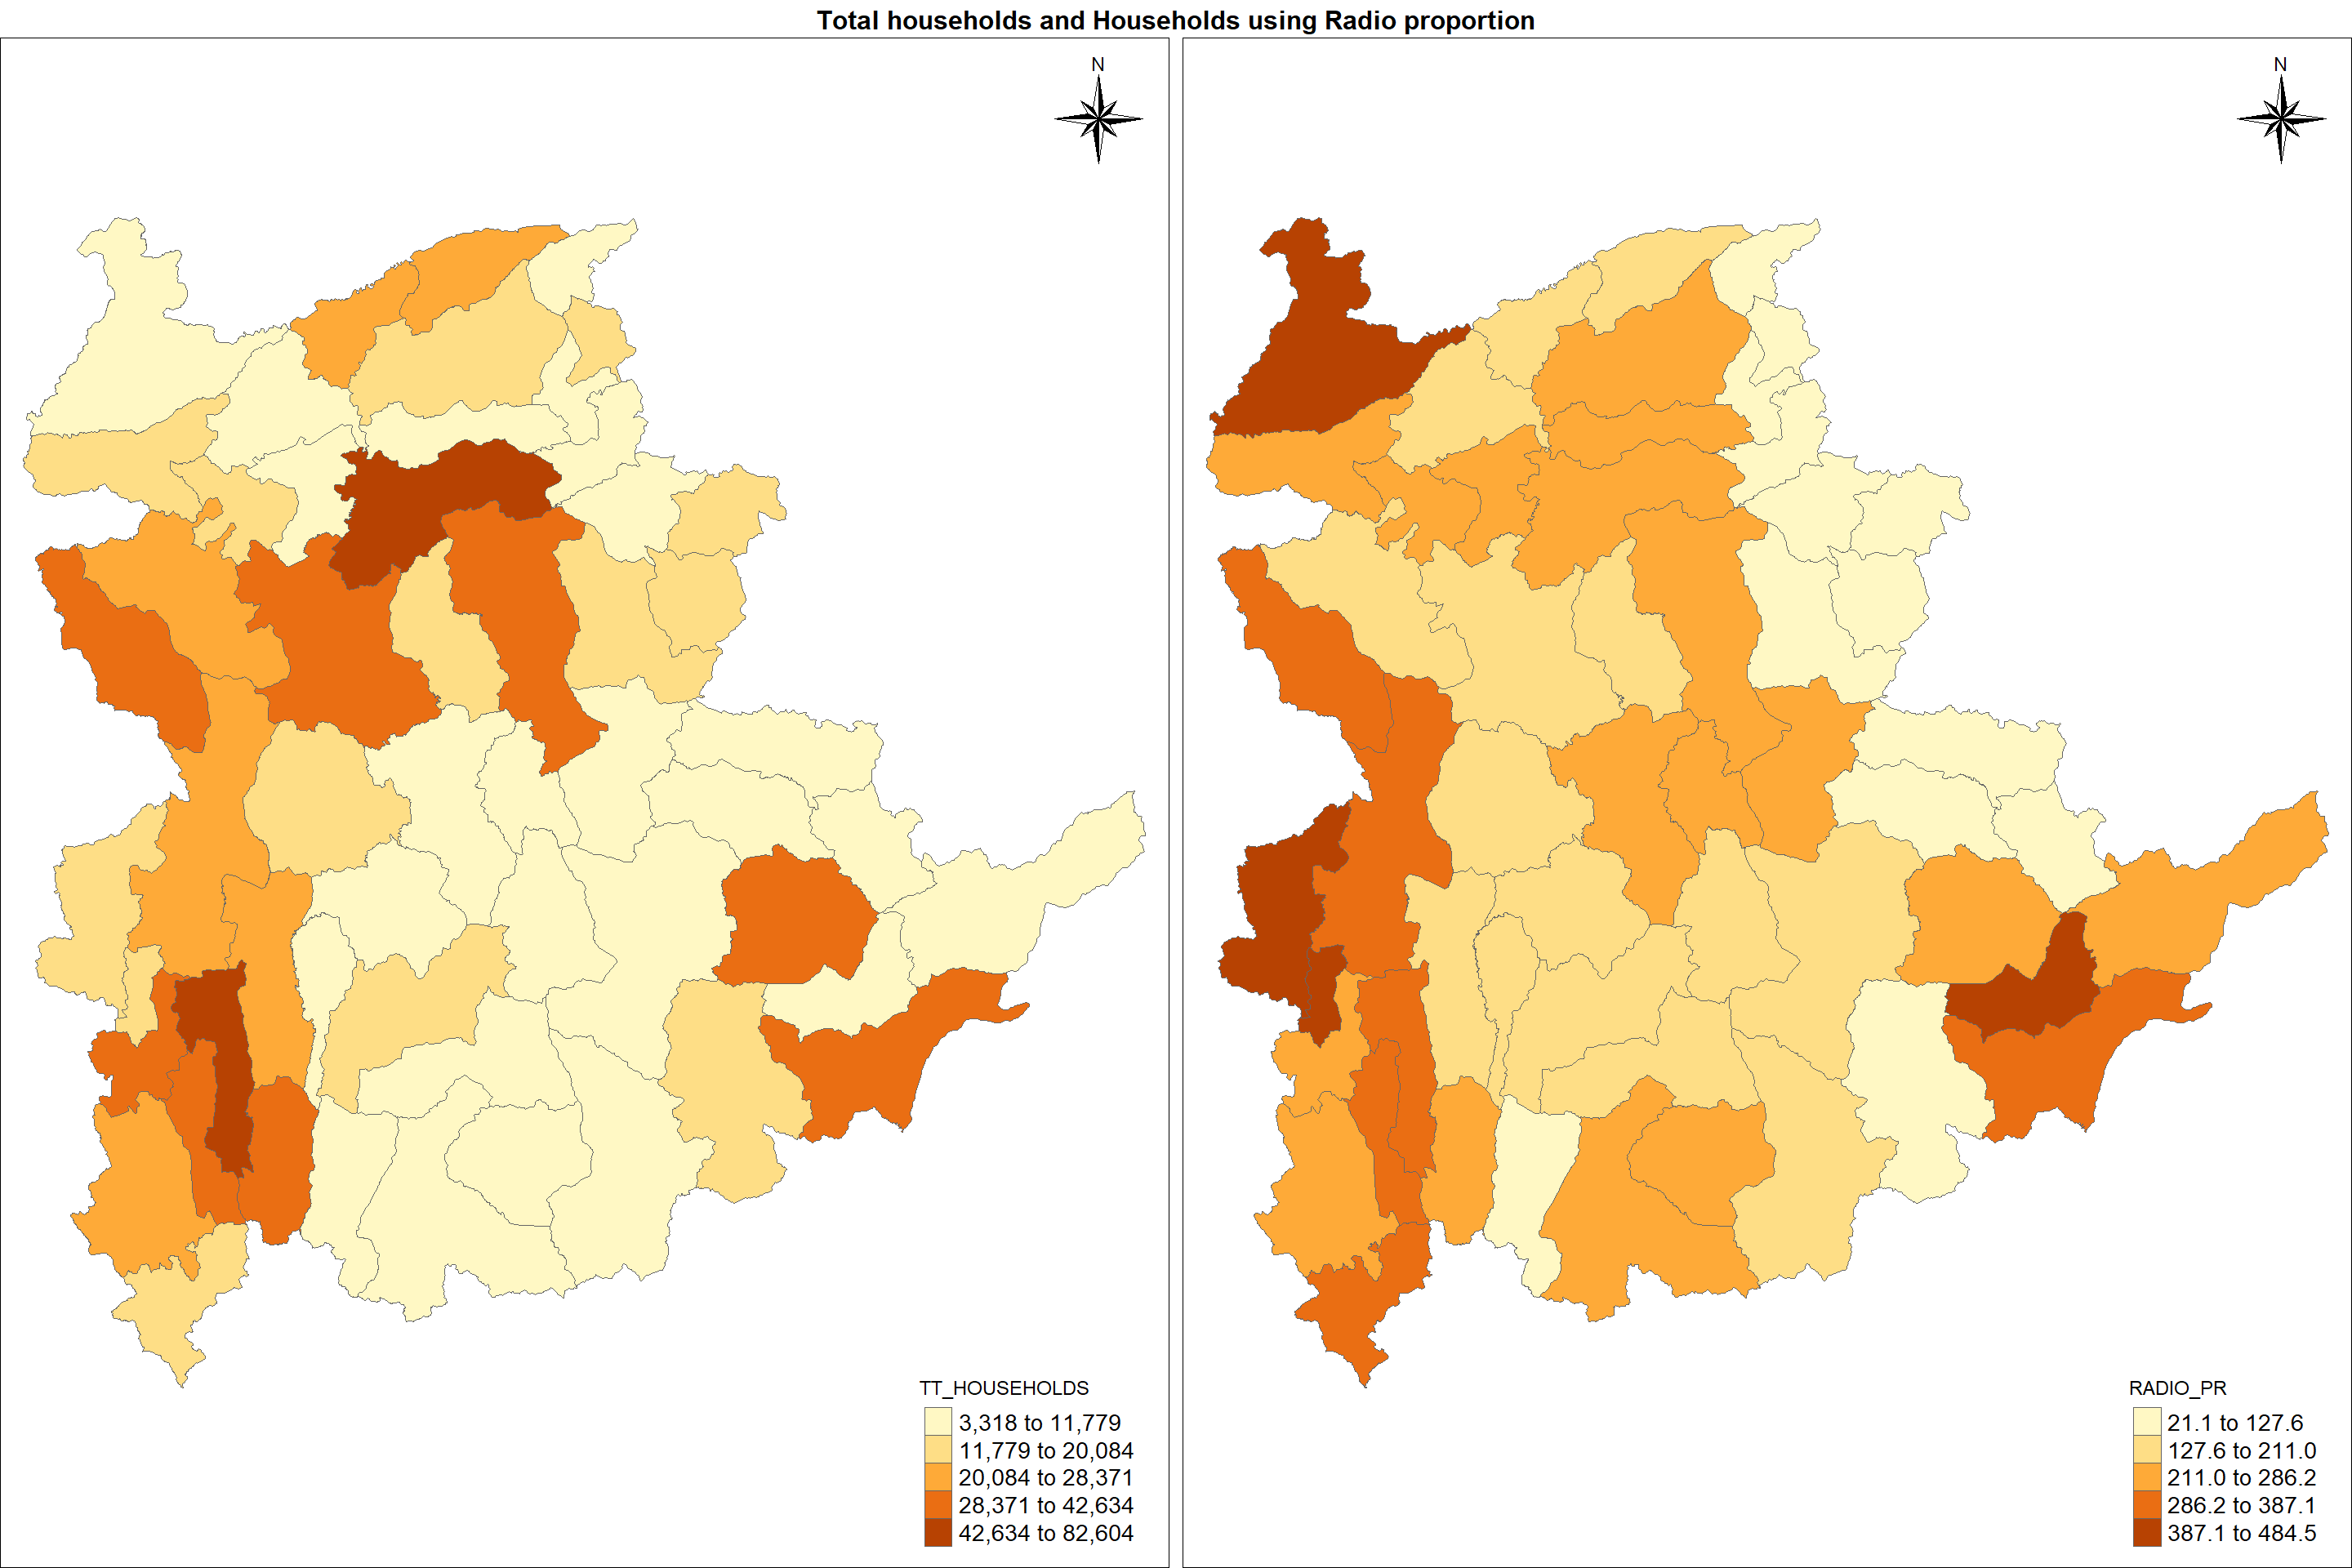 Total households and Households using Radio proportion
N
N
TT_HOUSEHOLDS
3,318 to 11,779
11,779 to 20,084
20,084 to 28,371
28,371 to 42,634
42,634 to 82,604
RADIO_PR
21.1 to 127.6
127.6 to 211.0
211.0 to 286.2
286.2 to 387.1
387.1 to 484.5